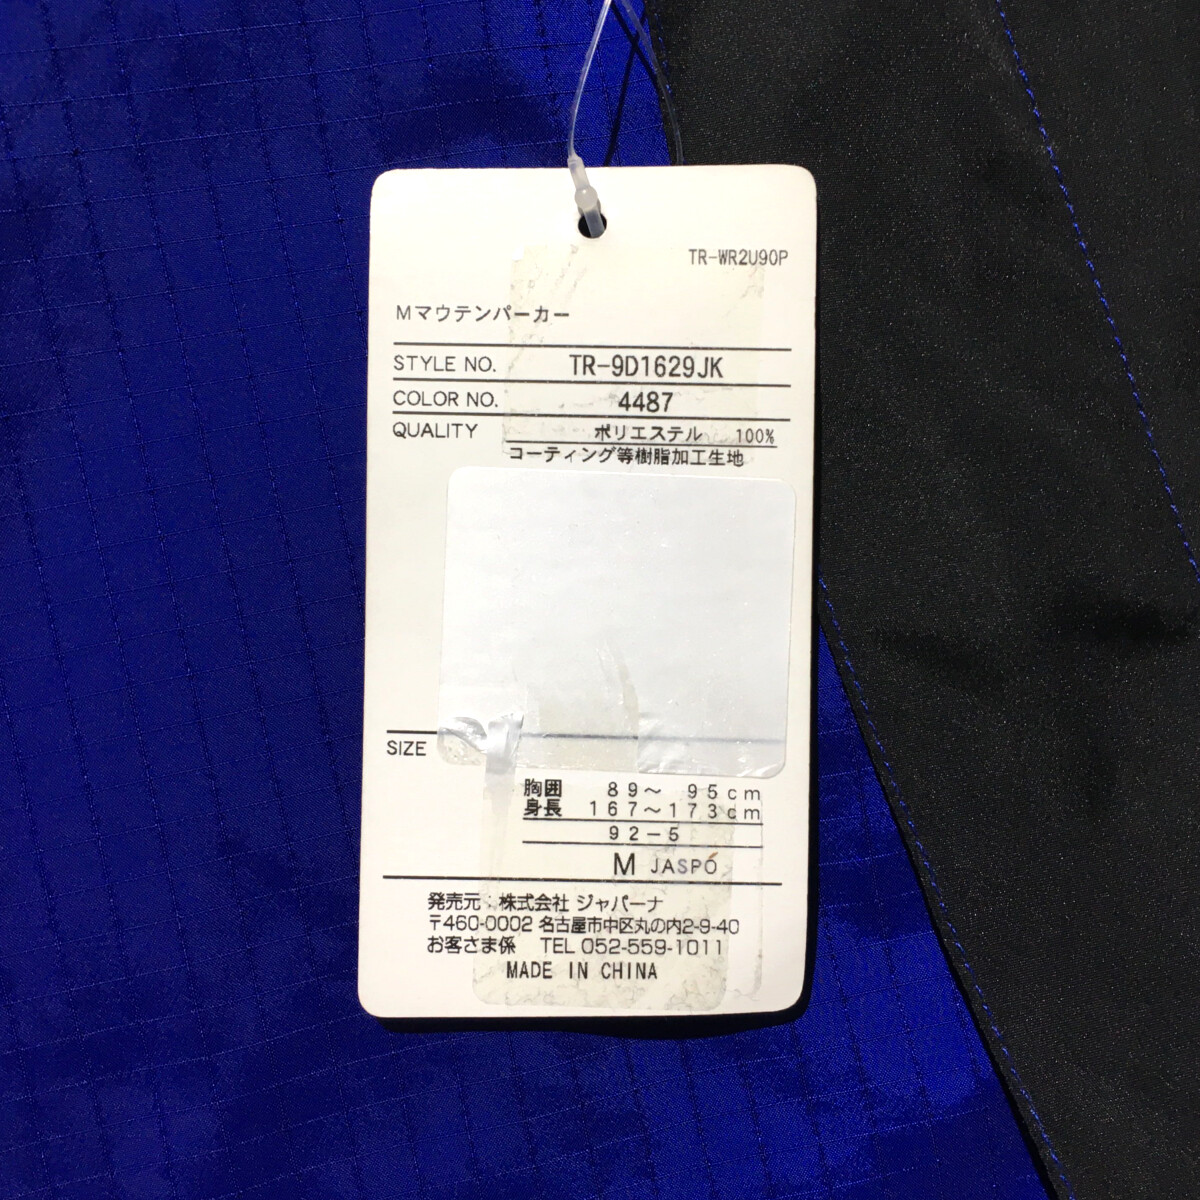 TR-WR2U90P
Mマウテンパーカー
STYLE NO. TR-9D1629JK
COLOR NO. 4487
QUALITY ポリエステル 100%
コーティング等樹脂加工生地
SIZE
胸囲 89～ 95cm
身長 167～173cm
92-5
M JASPO
発売元：株式会社 ジャパーナ
〒460-0002 名古屋市中区丸の内2-9-40
お客さま係 TEL 052-559-1011
MADE IN CHINA